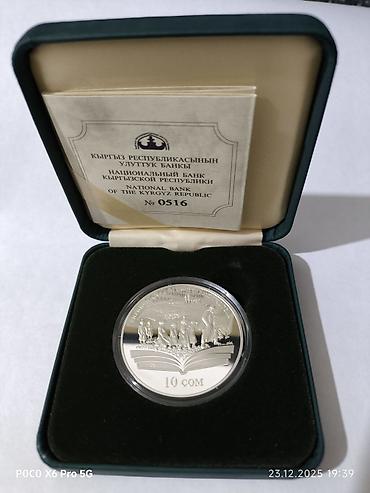 КЫРГЫЗ РЕСПУБЛИКАСЫНЫН
УЛУТТУК БАНКЫ
НАЦИОНАЛЬНЫЙ БАНК
КЫРГЫЗСКОЙ РЕСПУБЛИКИ
NATIONAL BANK
OF THE KYRGYZ REPUBLIC
№ 0516
10 СОМ
POCO X6 Pro 5G
23.12.2025 19:39